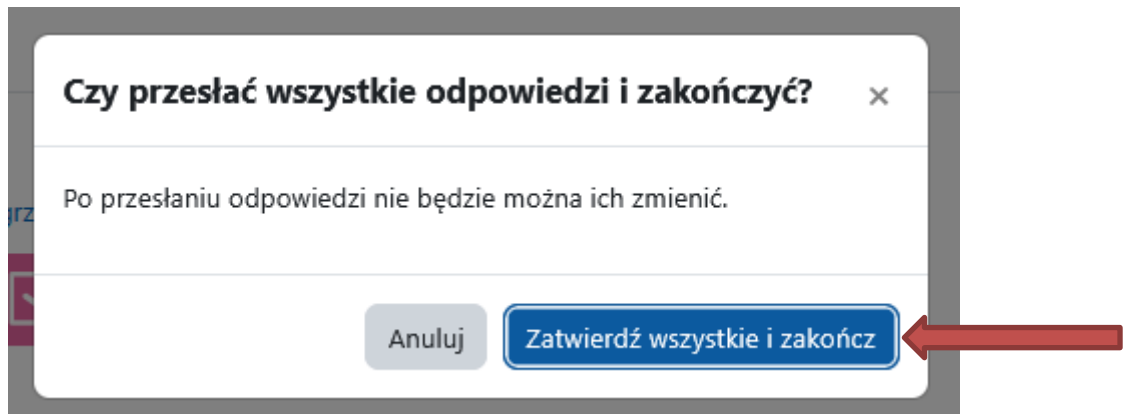 Czy przesłać wszystkie odpowiedzi i zakończyć? ×
Po przesłaniu odpowiedzi nie będzie można ich zmienić.
Anuluj Zatwierdź wszystkie i zakończ